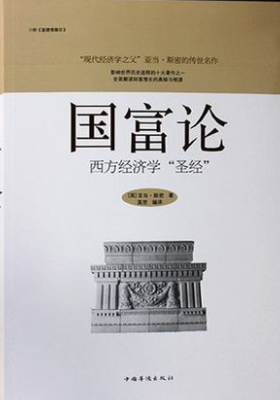 “现代经济学之父”亚当·斯密的传世名作
影响世界历史进程的十大著作之一
全面解读财富增长的奥秘与根源
国富论
西方经济学“圣经”
[英]亚当·斯密 著
编译
中国华侨出版社